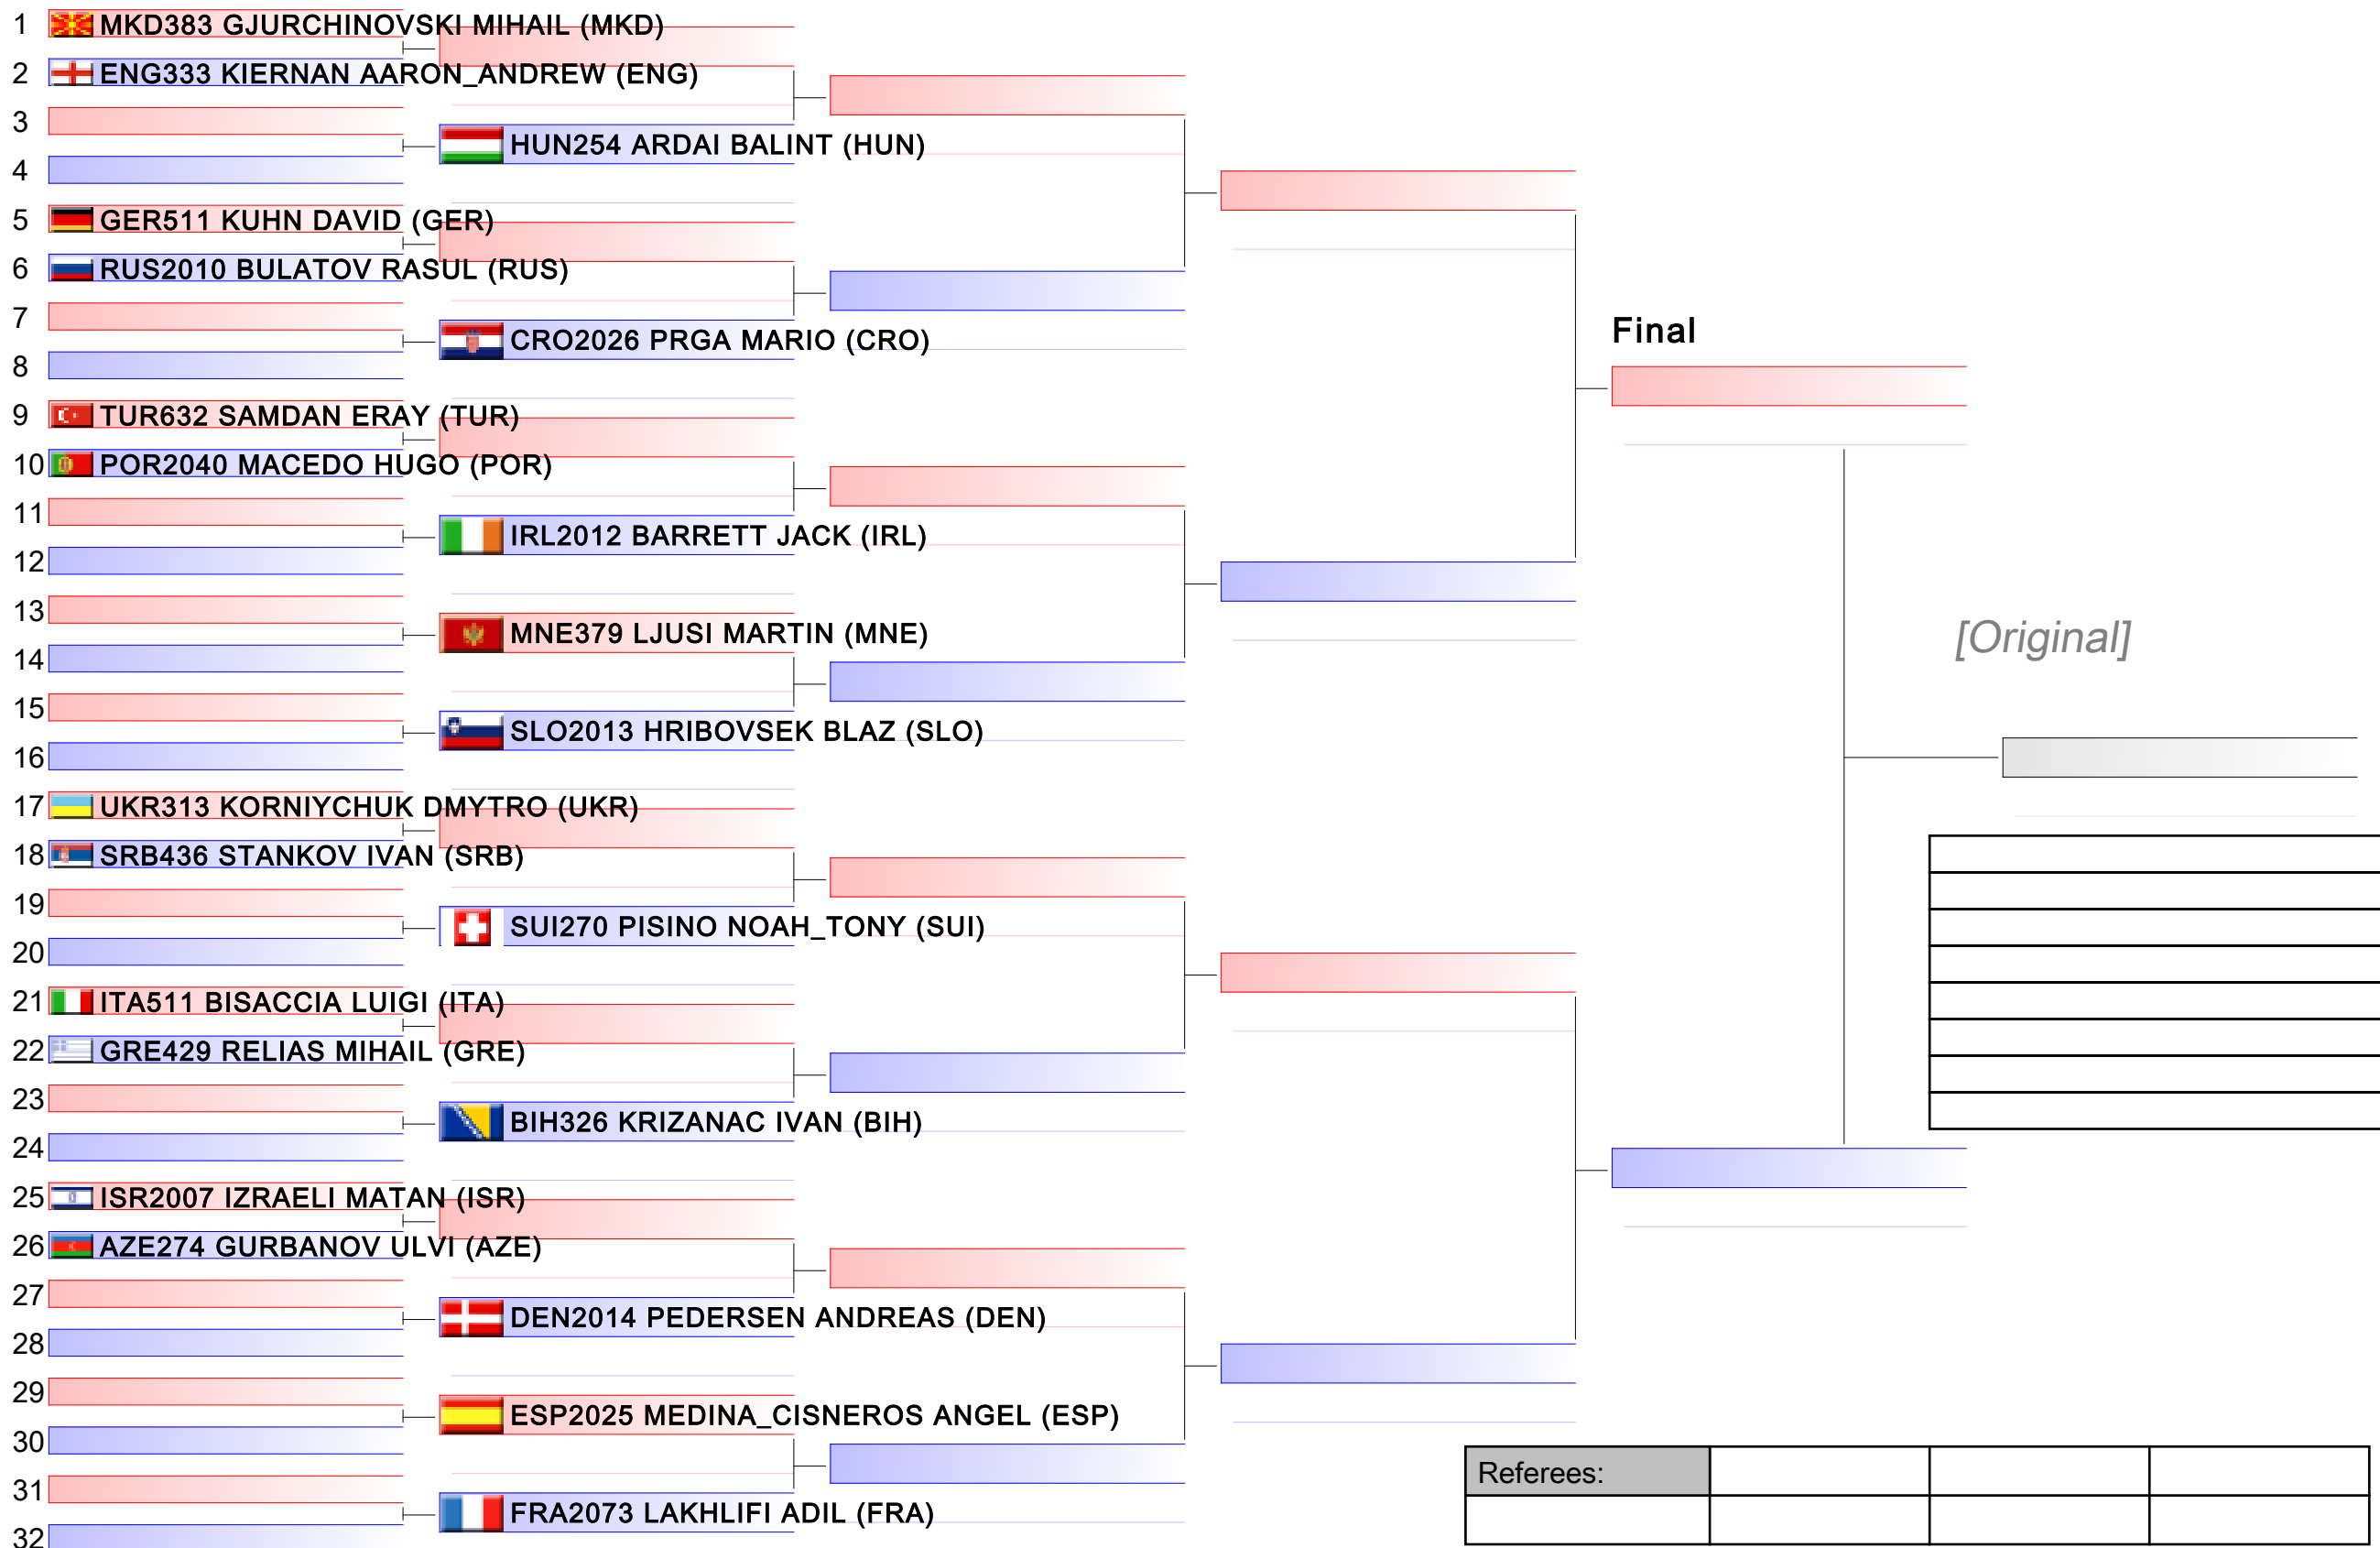 1 MKD383 GJURCHINOVSKI MIHAIL (MKD)
2 ENG333 KIERNAN AARON_ANDREW (ENG)
3
HUN254 ARDAI BALINT (HUN)
4
5 GER511 KUHN DAVID (GER)
6 RUS2010 BULATOV RASUL (RUS)
7
Final
CRO2026 PRGA MARIO (CRO)
8
9 TUR632 SAMDAN ERAY (TUR)
10 POR2040 MACEDO HUGO (POR)
11
IRL2012 BARRETT JACK (IRL)
12
13
MNE379 LJUSI MARTIN (MNE)
[Original]
14
15
SLO2013 HRIBOVSEK BLAZ (SLO)
16
17 UKR313 KORNIYCHUK DMYTRO (UKR)
18 SRB436 STANKOV IVAN (SRB)
19
SUI270 PISINO NOAH_TONY (SUI)
20
21 ITA511 BISACCIA LUIGI (ITA)
22 GRE429 RELIAS MIHAIL (GRE)
23
BIH326 KRIZANAC IVAN (BIH)
24
25 ISR2007 IZRAELI MATAN (ISR)
26 AZE274 GURBANOV ULVI (AZE)
27
DEN2014 PEDERSEN ANDREAS (DEN)
28
29
ESP2025 MEDINA_CISNEROS ANGEL (ESP)
30
Referees:
31
FRA2073 LAKHLIFI ADIL (FRA)
32